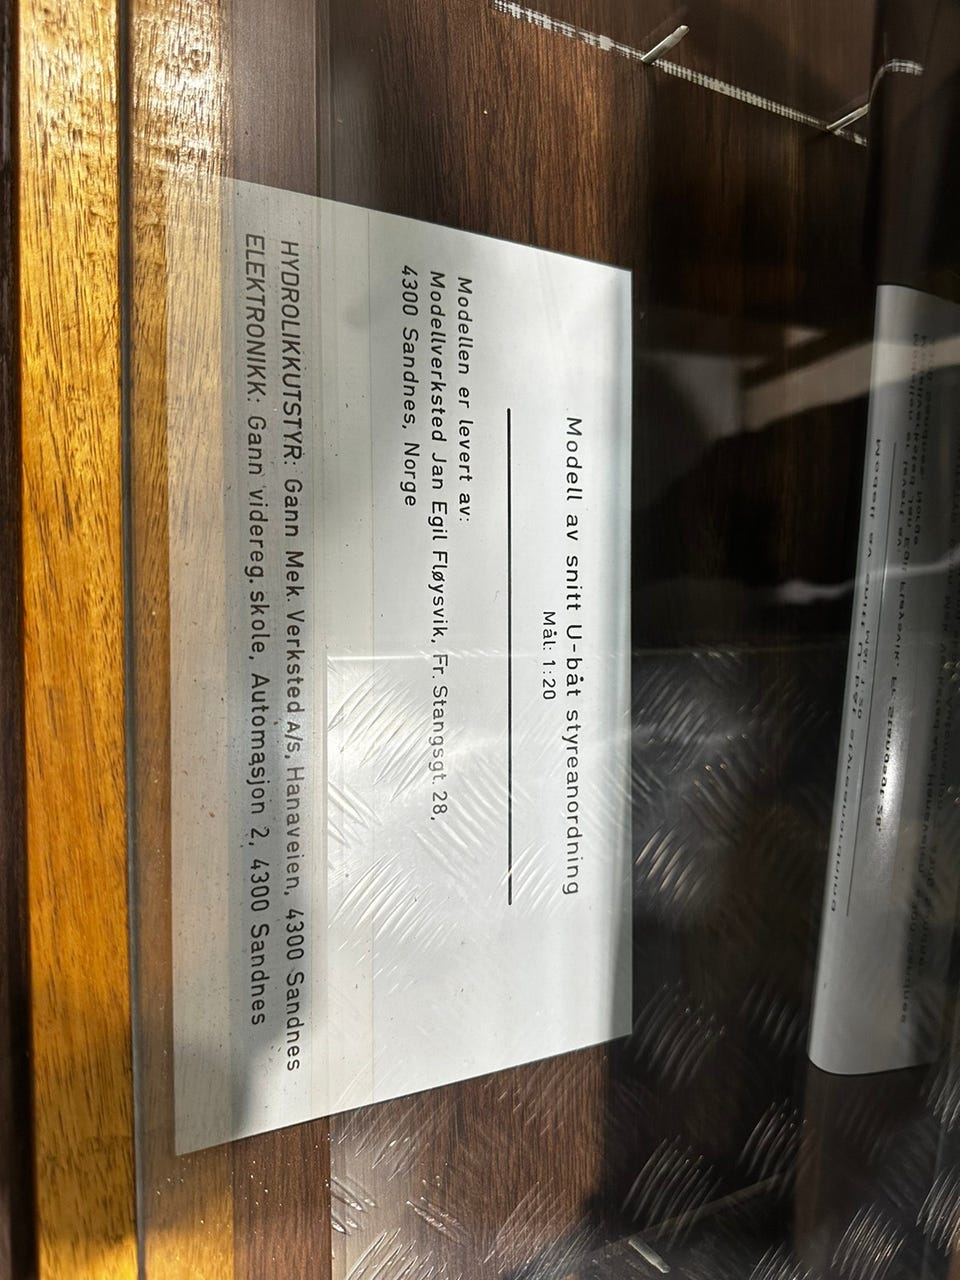 Modell av snitt U-båt styreanordning
Mål: 1:20
Modellen er levert av:
Modellverksted Jan Egil Fløysvik, Fr. Stangsgt. 28,
4300 Sandnes, Norge
HYDROLIKKUTSTYR: Gann Mek. Verksted A/s, Hanaveien, 4300 Sandnes
ELEKTRONIKK: Gann videreg. skole, Automasjon 2, 4300 Sandnes